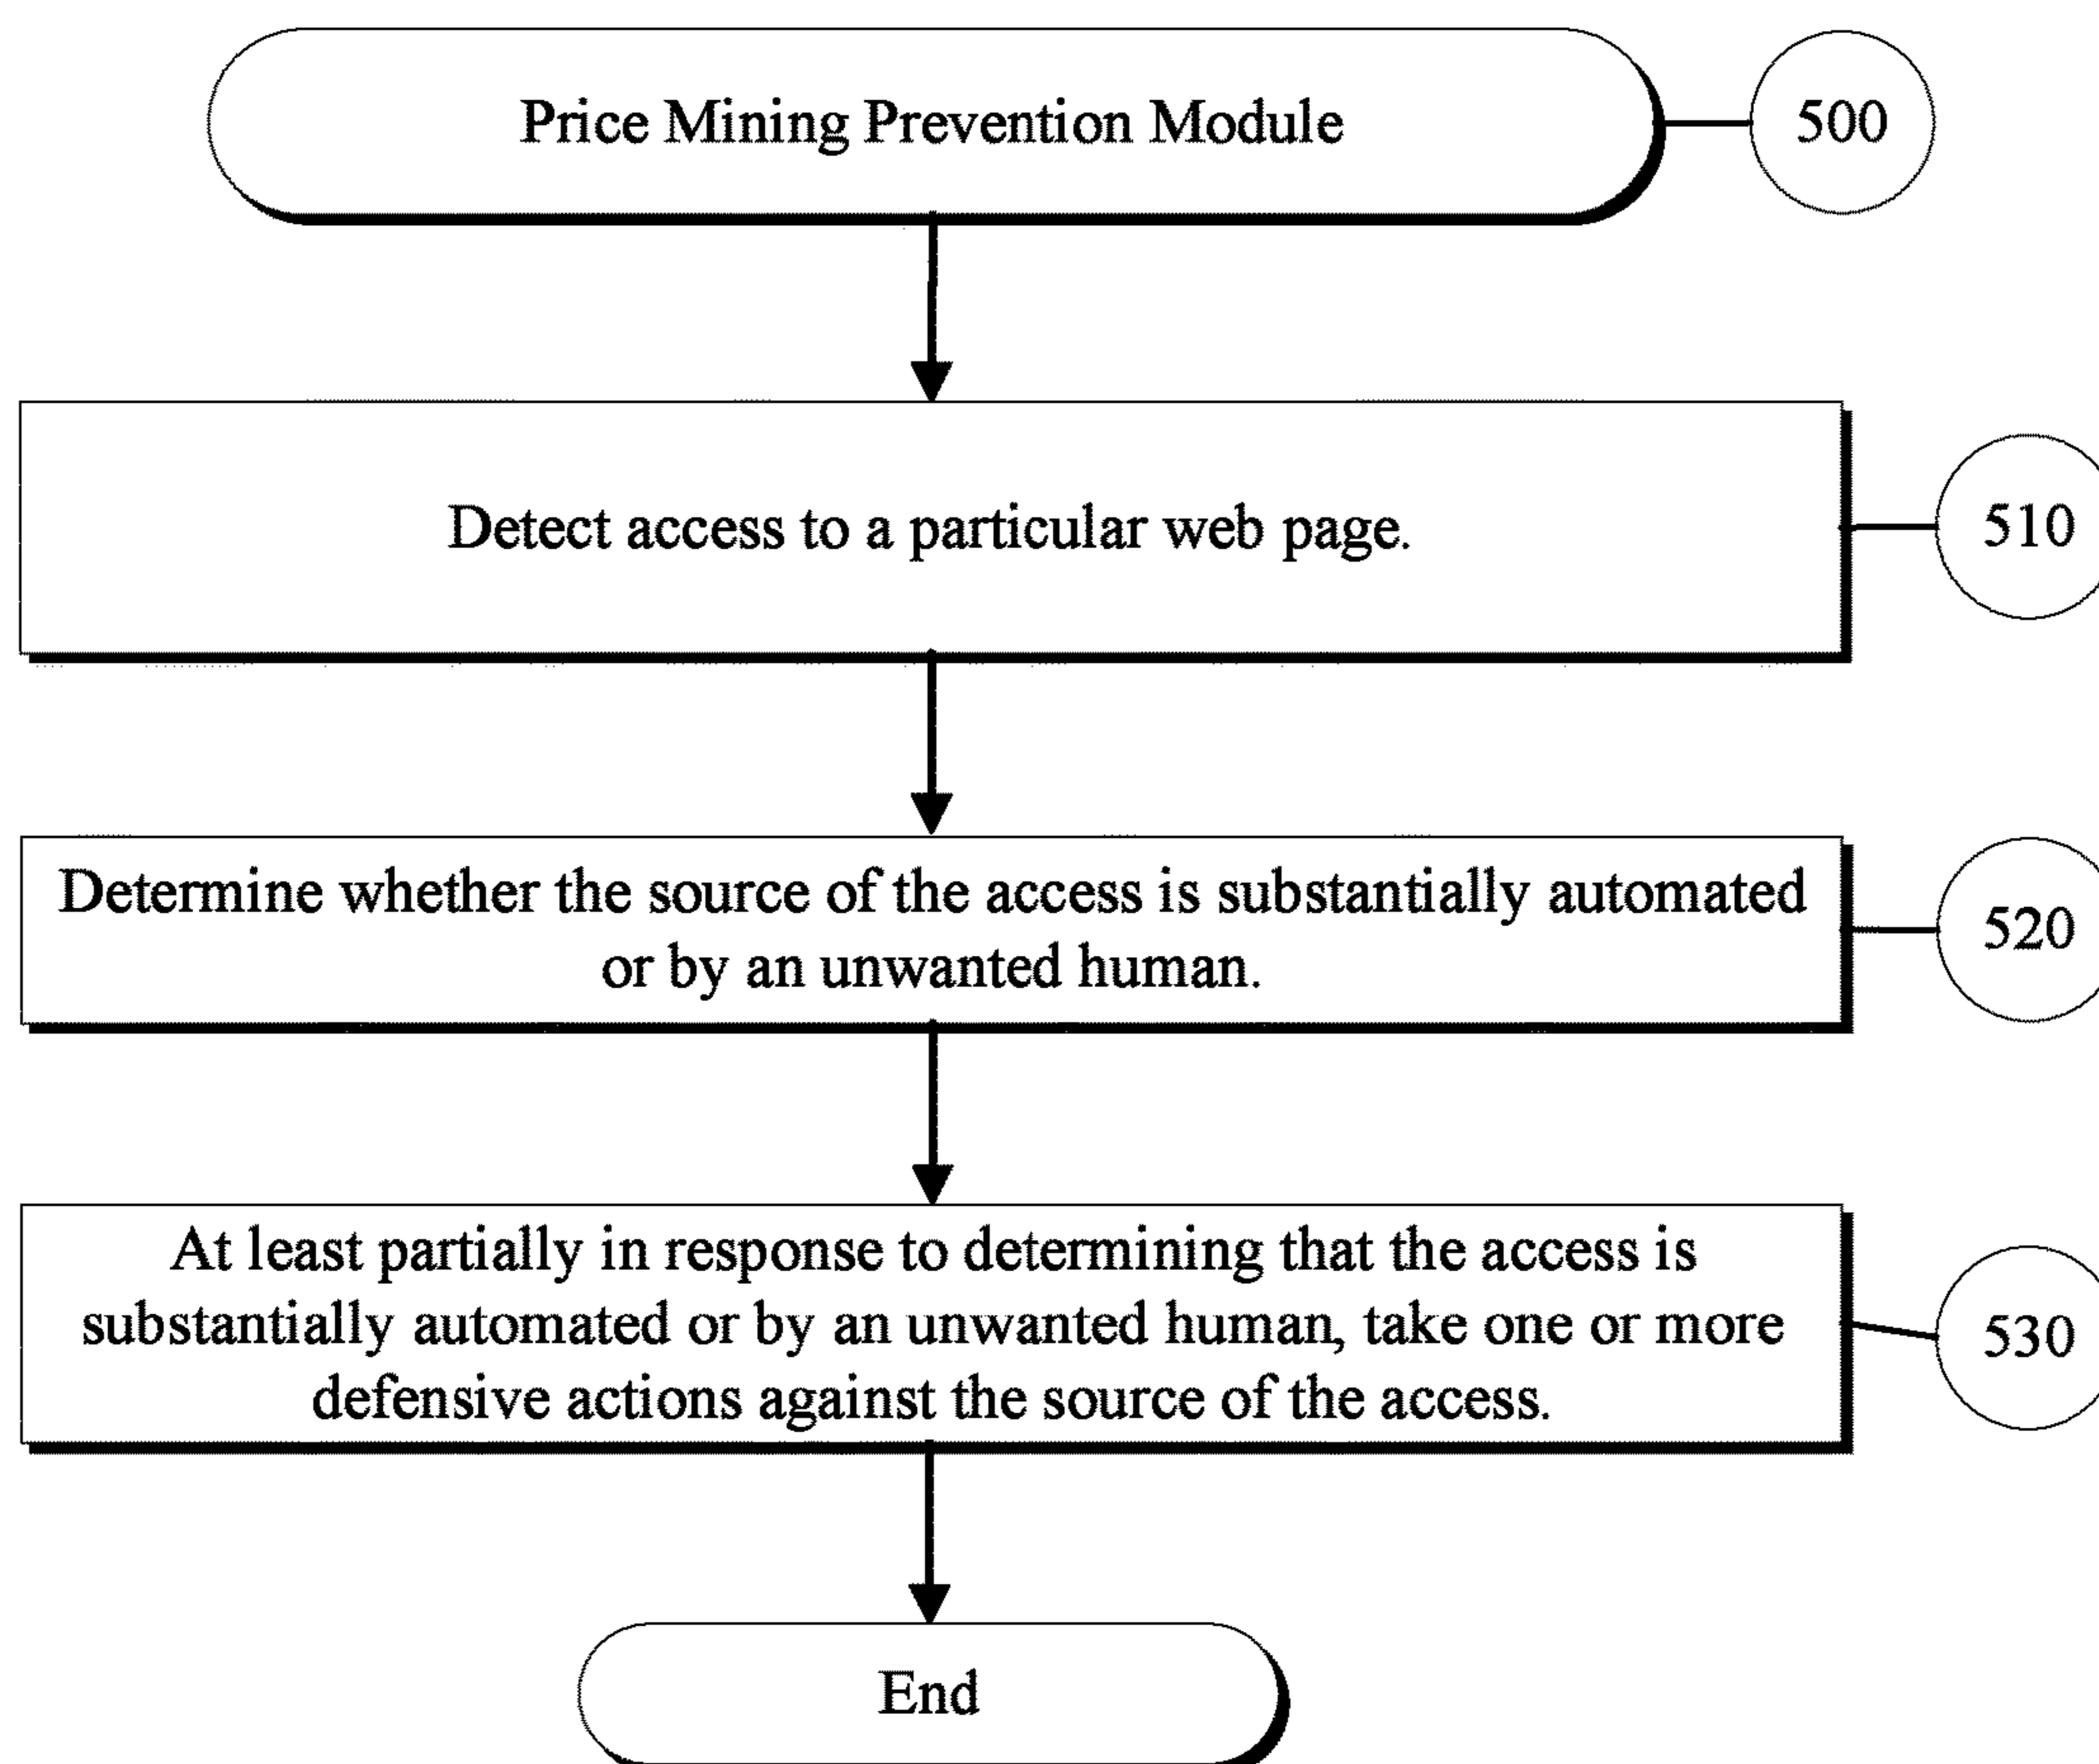 Price Mining Prevention Module
500
Detect access to a particular web page.
510
Determine whether the source of the access is substantially automated
or by an unwanted human.
520
At least partially in response to determining that the access is
substantially automated or by an unwanted human, take one or more
defensive actions against the source of the access.
530
End